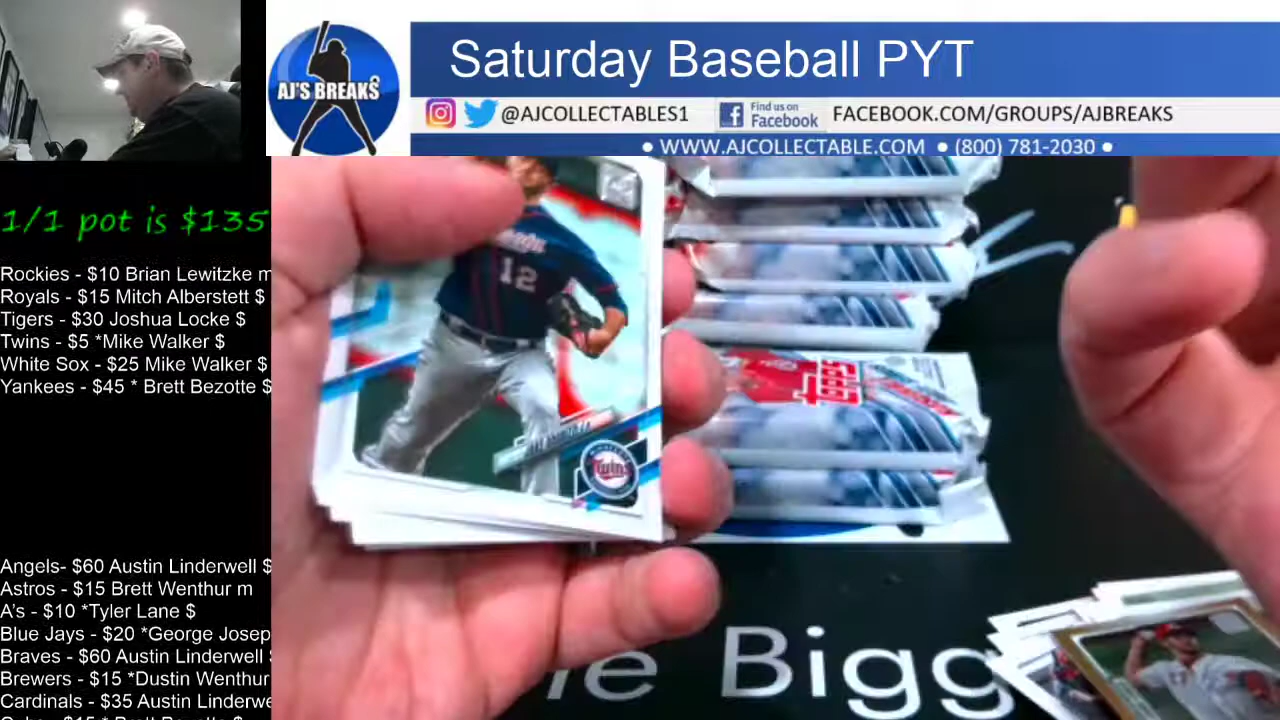 AJ'S BREAKS
Saturday Baseball PYT
@AJCOLLECTABLES1
Find us on
Facebook
FACEBOOK.COM/GROUPS/AJBREAKS
● WWW.AJCOLLECTABLE.COM ● (800) 781-2030 ●
1/1 pot is $135
Rockies - $10 Brian Lewitzke m
Royals - $15 Mitch Alberstett $
Tigers - $30 Joshua Locke $
Twins - $5 *Mike Walker $
White Sox - $25 Mike Walker $
Yankees - $45 * Brett Bezotte $
Angels- $60 Austin Linderwell $
Astros - $15 Brett Wenthur m
A's - $10 *Tyler Lane $
Blue Jays - $20 *George Josep
Braves - $60 Austin Linderwell
Brewers - $15 *Dustin Wenthur
Cardinals - $35 Austin Linderwe
12
Twins
Bigg